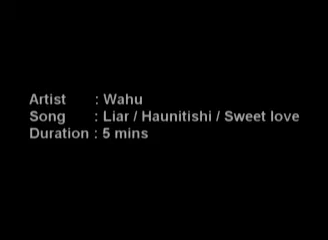 Artist : Wahu
Song : Liar / Haunitishi / Sweet love
Duration : 5 mins